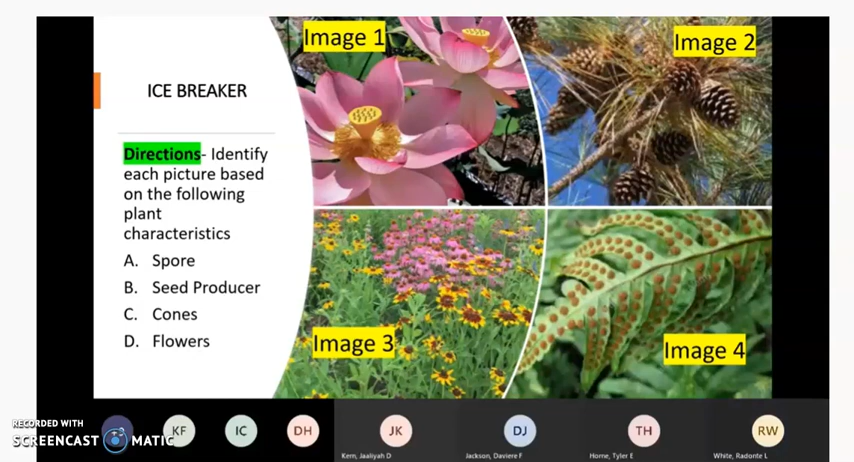 ICE BREAKER
Directions- Identify
each picture based
on the following
plant
characteristics
A. Spore
B. Seed Producer
C. Cones
D. Flowers
Image 1
Image 2
Image 3
Image 4
RECORDED WITH
SCREENCAST MATIC
KF
IC
DH
JK
DJ
TH
RW
Kern, Jaaliyah D
Jackson, Daviere F
Horne, Tyler E
White, Radonte L